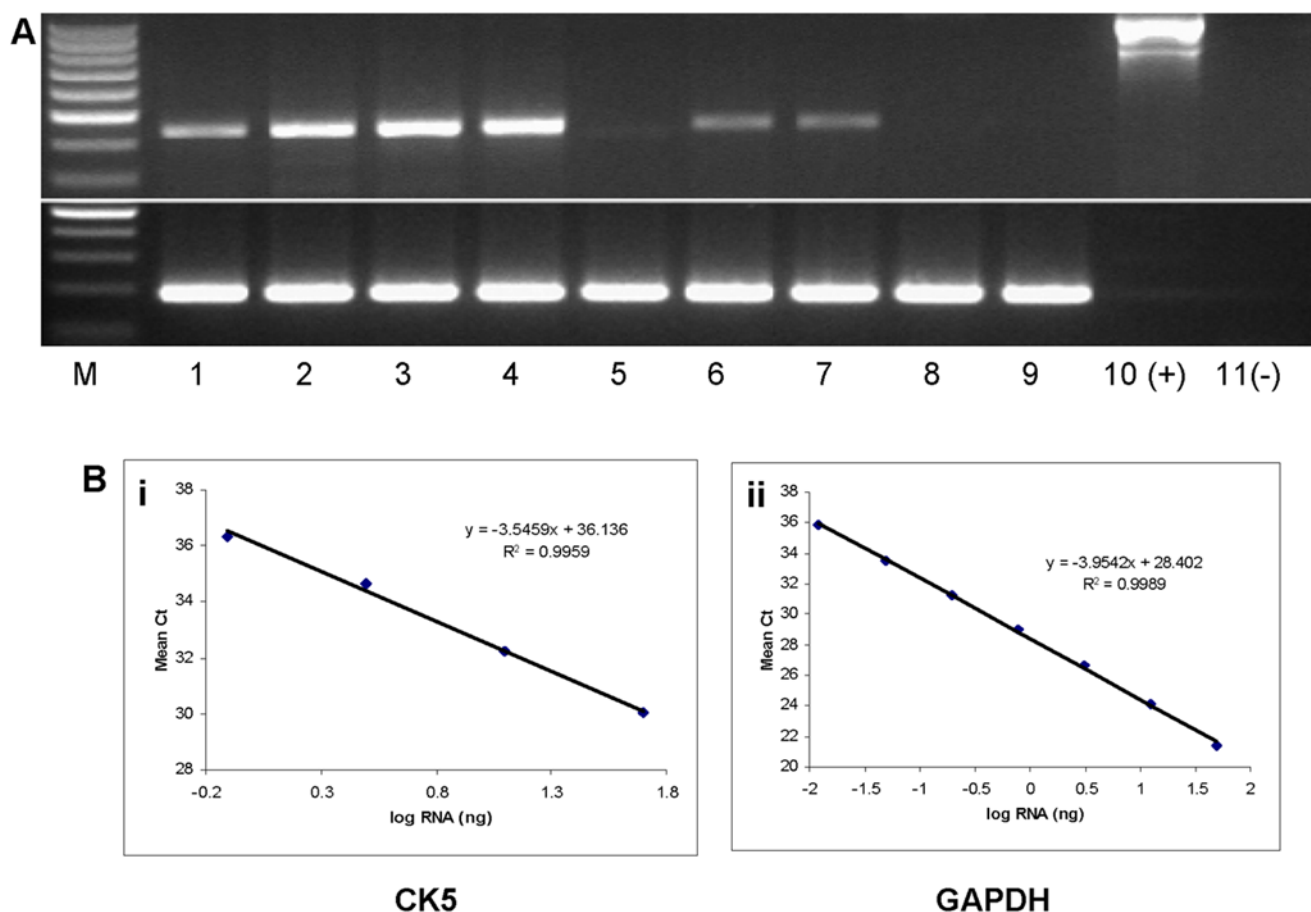 A
M 1 2 3 4 5 6 7 8 9 10 (+) 11(-)
B
i
38
36
34
32
30
28
Mean Ct
y = -3.5459x + 36.136
R² = 0.9959
-0.2 0.3 0.8 1.3 1.8
log RNA (ng)
CK5
ii
38
36
34
32
30
28
26
24
22
20
Mean Ct
y = -3.9542x + 28.402
R² = 0.9989
-2 -1.5 -1 -0.5 0 0.5 1 1.5 2
log RNA (ng)
GAPDH